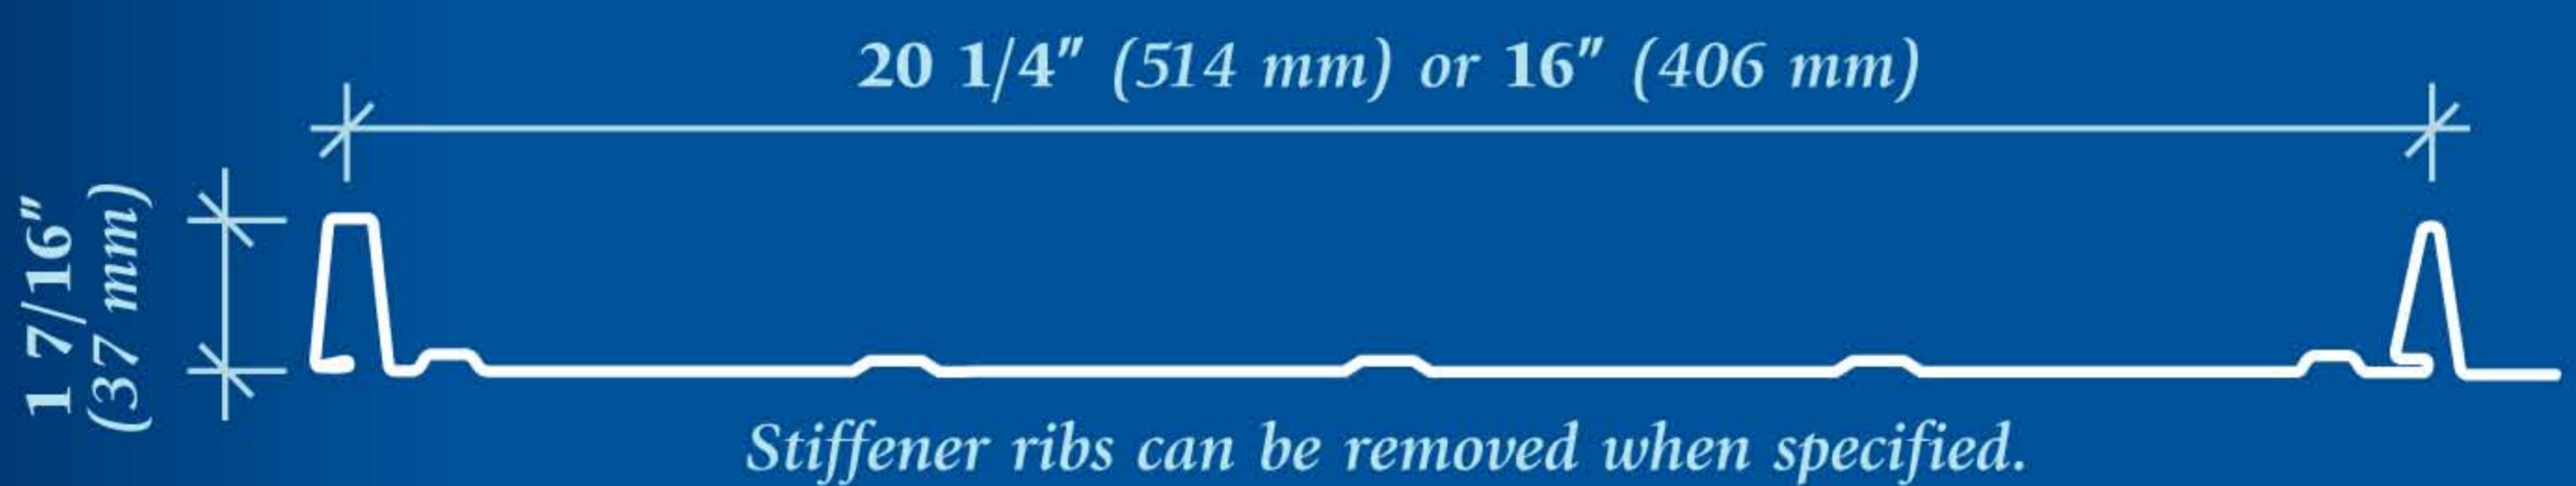 20 1/4″ (514 mm) or 16″ (406 mm)
1 7/16″
(37 mm)
Stiffener ribs can be removed when specified.